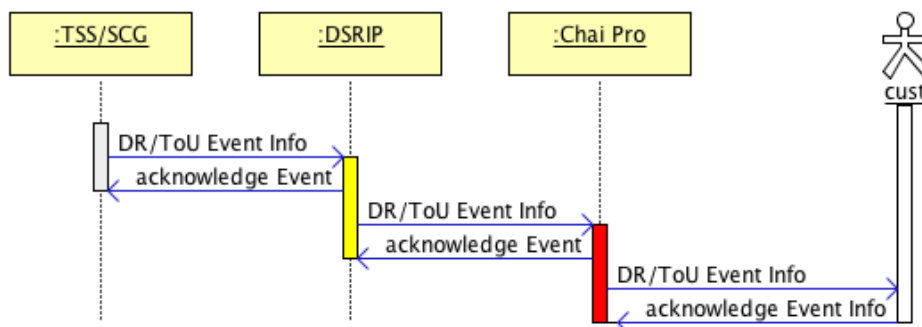 :TSS/SCG
:DSRIP
:Chai Pro
cust
DR/ToU Event Info
acknowledge Event
DR/ToU Event Info
acknowledge Event
DR/ToU Event Info
acknowledge Event Info